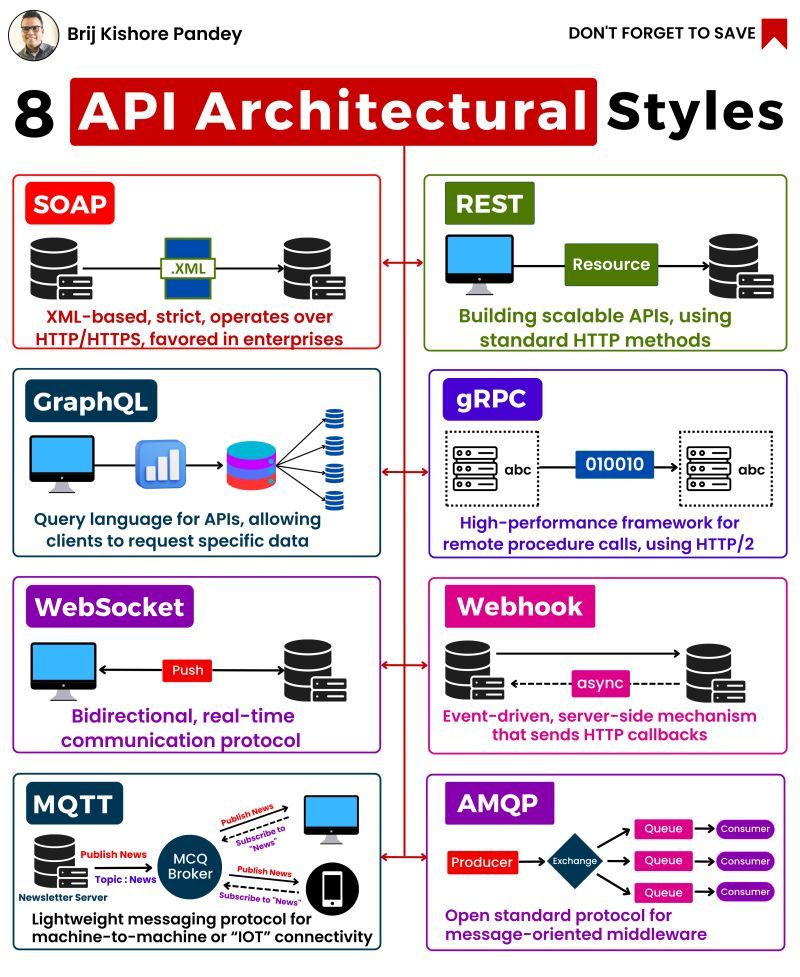 Brij Kishore Pandey
DON'T FORGET TO SAVE
8 API Architectural Styles
SOAP
.XML
XML-based, strict, operates over
HTTP/HTTPS, favored in enterprises
REST
Resource
Building scalable APIs, using
standard HTTP methods
GraphQL
Query language for APIs, allowing
clients to request specific data
gRPC
abc
010010
abc
High-performance framework for
remote procedure calls, using HTTP/2
WebSocket
Push
Bidirectional, real-time
communication protocol
Webhook
async
Event-driven, server-side mechanism
that sends HTTP callbacks
MQTT
Publish News
Subscribe to
"News"
Publish News
Topic : News
MCQ
Broker
Publish News
Subscribe to "News"
Newsletter Server
Lightweight messaging protocol for
machine-to-machine or “IOT” connectivity
AMQP
Producer
Exchange
Queue
Consumer
Queue
Consumer
Queue
Consumer
Open standard protocol for
message-oriented middleware